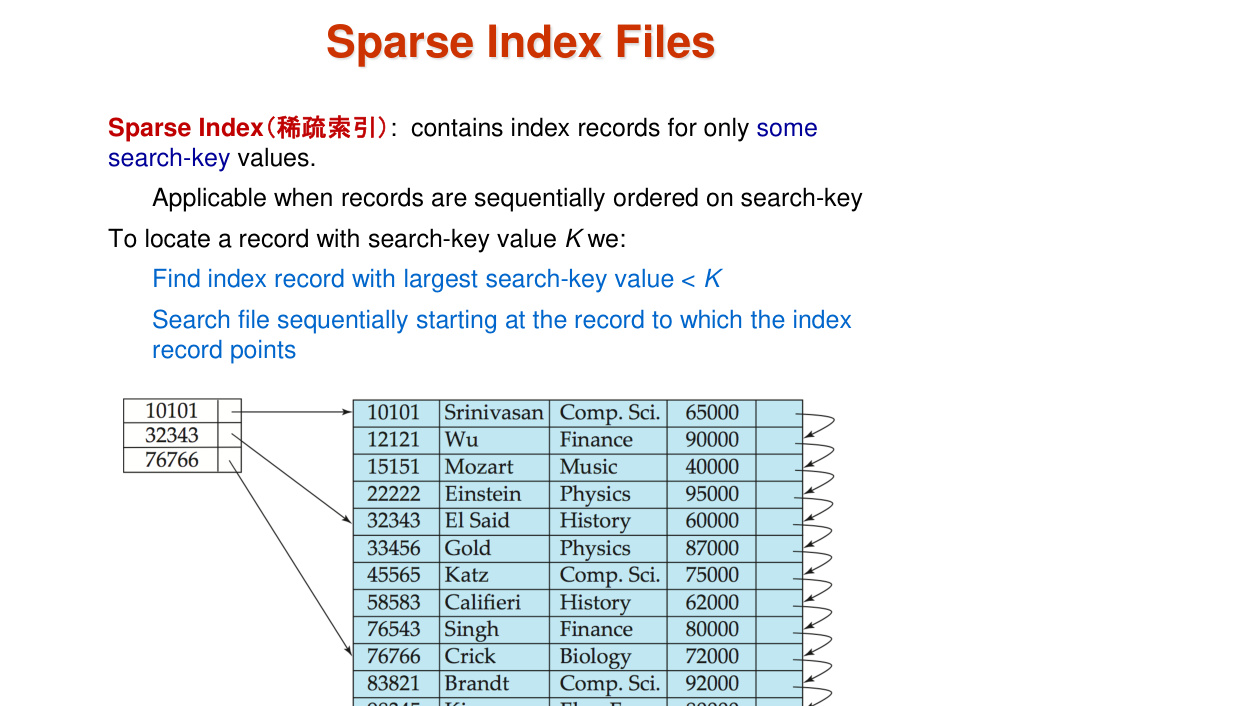 Sparse Index Files
Sparse Index（稀疏索引）: contains index records for only some
search-key values.
Applicable when records are sequentially ordered on search-key
To locate a record with search-key value K we:
Find index record with largest search-key value < K
Search file sequentially starting at the record to which the index
record points
10101
32343
76766
10101 Srinivasan Comp. Sci. 65000
12121 Wu Finance 90000
15151 Mozart Music 40000
22222 Einstein Physics 95000
32343 El Said History 60000
33456 Gold Physics 87000
45565 Katz Comp. Sci. 75000
58583 Califieri History 62000
76543 Singh Finance 80000
76766 Crick Biology 72000
83821 Brandt Comp. Sci. 92000